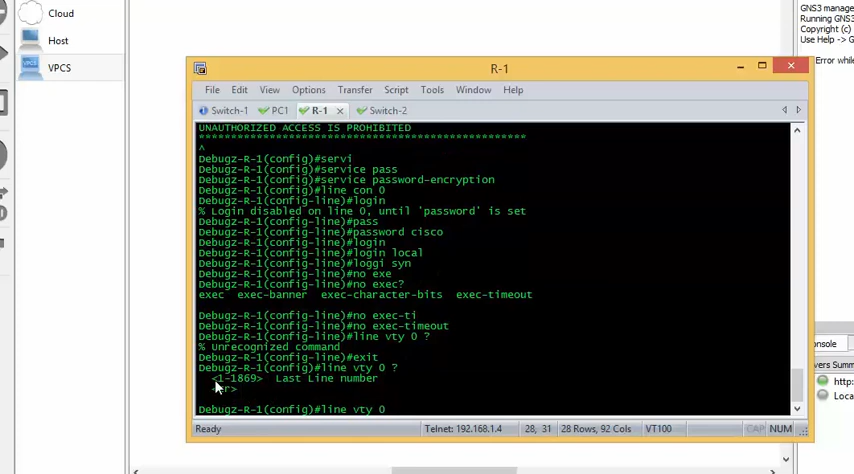 Cloud
Host
VPCS
VPCS
GNS3 manage
Running GNS3
Copyright (c)
Use Help -> G
Error while
R-1
File Edit View Options Transfer Script Tools Window Help
Switch-1 PC1 R-1 Switch-2
UNAUTHORIZED ACCESS IS PROHIBITED
***************************************************
^
Debugz-R-1(config)#servi
Debugz-R-1(config)#service pass
Debugz-R-1(config)#service password-encryption
Debugz-R-1(config)#line con 0
Debugz-R-1(config-line)#login
% Login disabled on line 0, until 'password' is set
Debugz-R-1(config-line)#pass
Debugz-R-1(config-line)#password cisco
Debugz-R-1(config-line)#login
Debugz-R-1(config-line)#login local
Debugz-R-1(config-line)#loggi syn
Debugz-R-1(config-line)#no exe
Debugz-R-1(config-line)#no exec?
exec exec-banner exec-character-bits exec-timeout
Debugz-R-1(config-line)#no exec-ti
Debugz-R-1(config-line)#no exec-timeout
Debugz-R-1(config-line)#line vty 0 ?
% Unrecognized command
Debugz-R-1(config-line)#exit
Debugz-R-1(config)#line vty 0 ?
<1-1869> Last Line number
r>
Debugz-R-1(config)#line vty 0
Ready Telnet: 192.168.1.4 28, 31 28 Rows, 92 Cols VT100 CAP NUM
onsole
vers Summ
http:
Loca